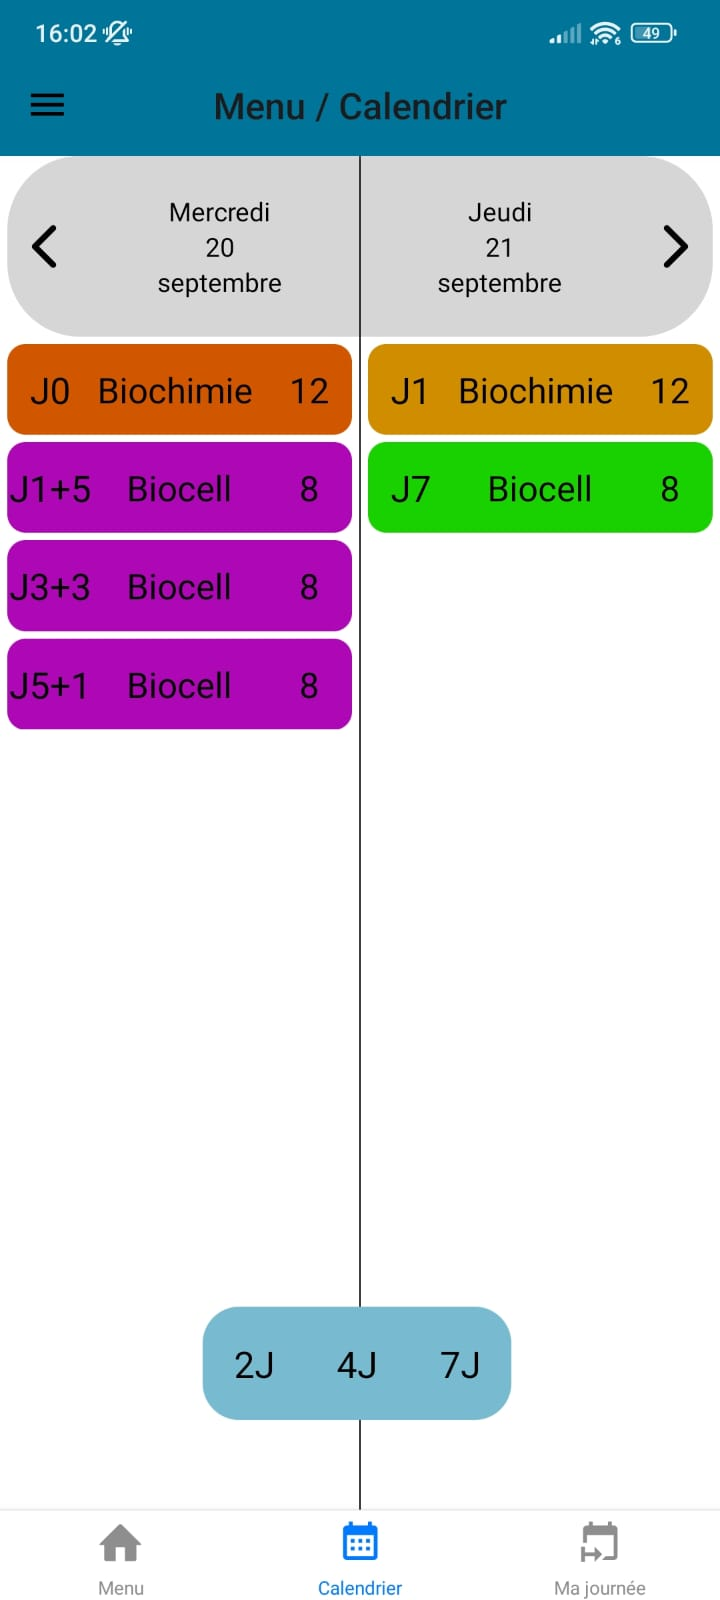 16:02
6
49
Menu / Calendrier
Mercredi
20
septembre
Jeudi
21
septembre
J0 Biochimie 12
J1+5 Biocell 8
J3+3 Biocell 8
J5+1 Biocell 8
J1 Biochimie 12
J7 Biocell 8
2J 4J 7J
Menu
Calendrier
Ma journée